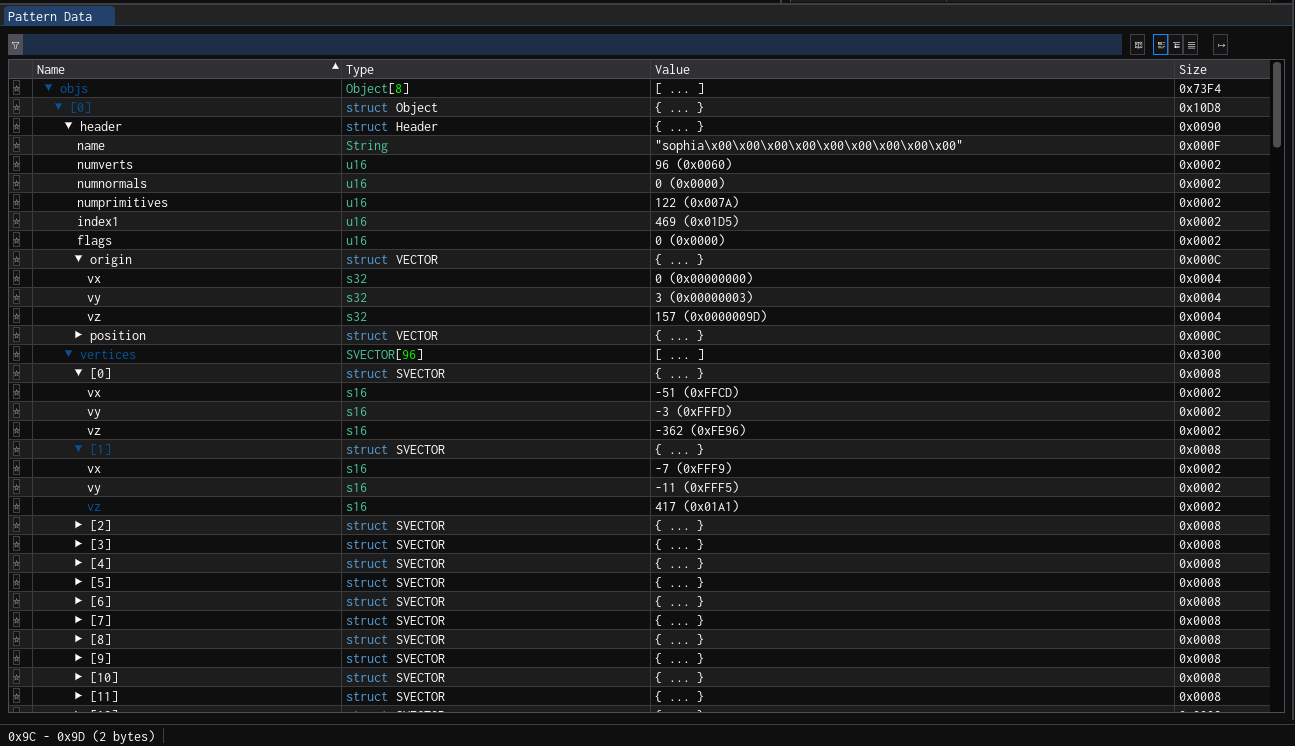 Pattern Data
Name Type Value Size
objs Object[8] [ ... ] 0x73F4
[0] struct Object { ... } 0x10D8
header struct Header { ... } 0x0090
name String "sophia\x00\x00\x00\x00\x00\x00\x00\x00\x00" 0x000F
numverts u16 96 (0x0060) 0x0002
numnormals u16 0 (0x0000) 0x0002
numprimitives u16 122 (0x007A) 0x0002
index1 u16 469 (0x01D5) 0x0002
flags u16 0 (0x0000) 0x0002
origin struct VECTOR { ... } 0x000C
vx s32 0 (0x00000000) 0x0004
vy s32 3 (0x00000003) 0x0004
vz s32 157 (0x0000009D) 0x0004
position struct VECTOR { ... } 0x000C
vertices SVECTOR[96] [ ... ] 0x0300
[0] struct SVECTOR { ... } 0x0008
vx s16 -51 (0xFFCD) 0x0002
vy s16 -3 (0xFFFD) 0x0002
vz s16 -362 (0xFE96) 0x0002
[1] struct SVECTOR { ... } 0x0008
vx s16 -7 (0xFFF9) 0x0002
vy s16 -11 (0xFFF5) 0x0002
vz s16 417 (0x01A1) 0x0002
[2] struct SVECTOR { ... } 0x0008
[3] struct SVECTOR { ... } 0x0008
[4] struct SVECTOR { ... } 0x0008
[5] struct SVECTOR { ... } 0x0008
[6] struct SVECTOR { ... } 0x0008
[7] struct SVECTOR { ... } 0x0008
[8] struct SVECTOR { ... } 0x0008
[9] struct SVECTOR { ... } 0x0008
[10] struct SVECTOR { ... } 0x0008
[11] struct SVECTOR { ... } 0x0008
0x9C - 0x9D (2 bytes)